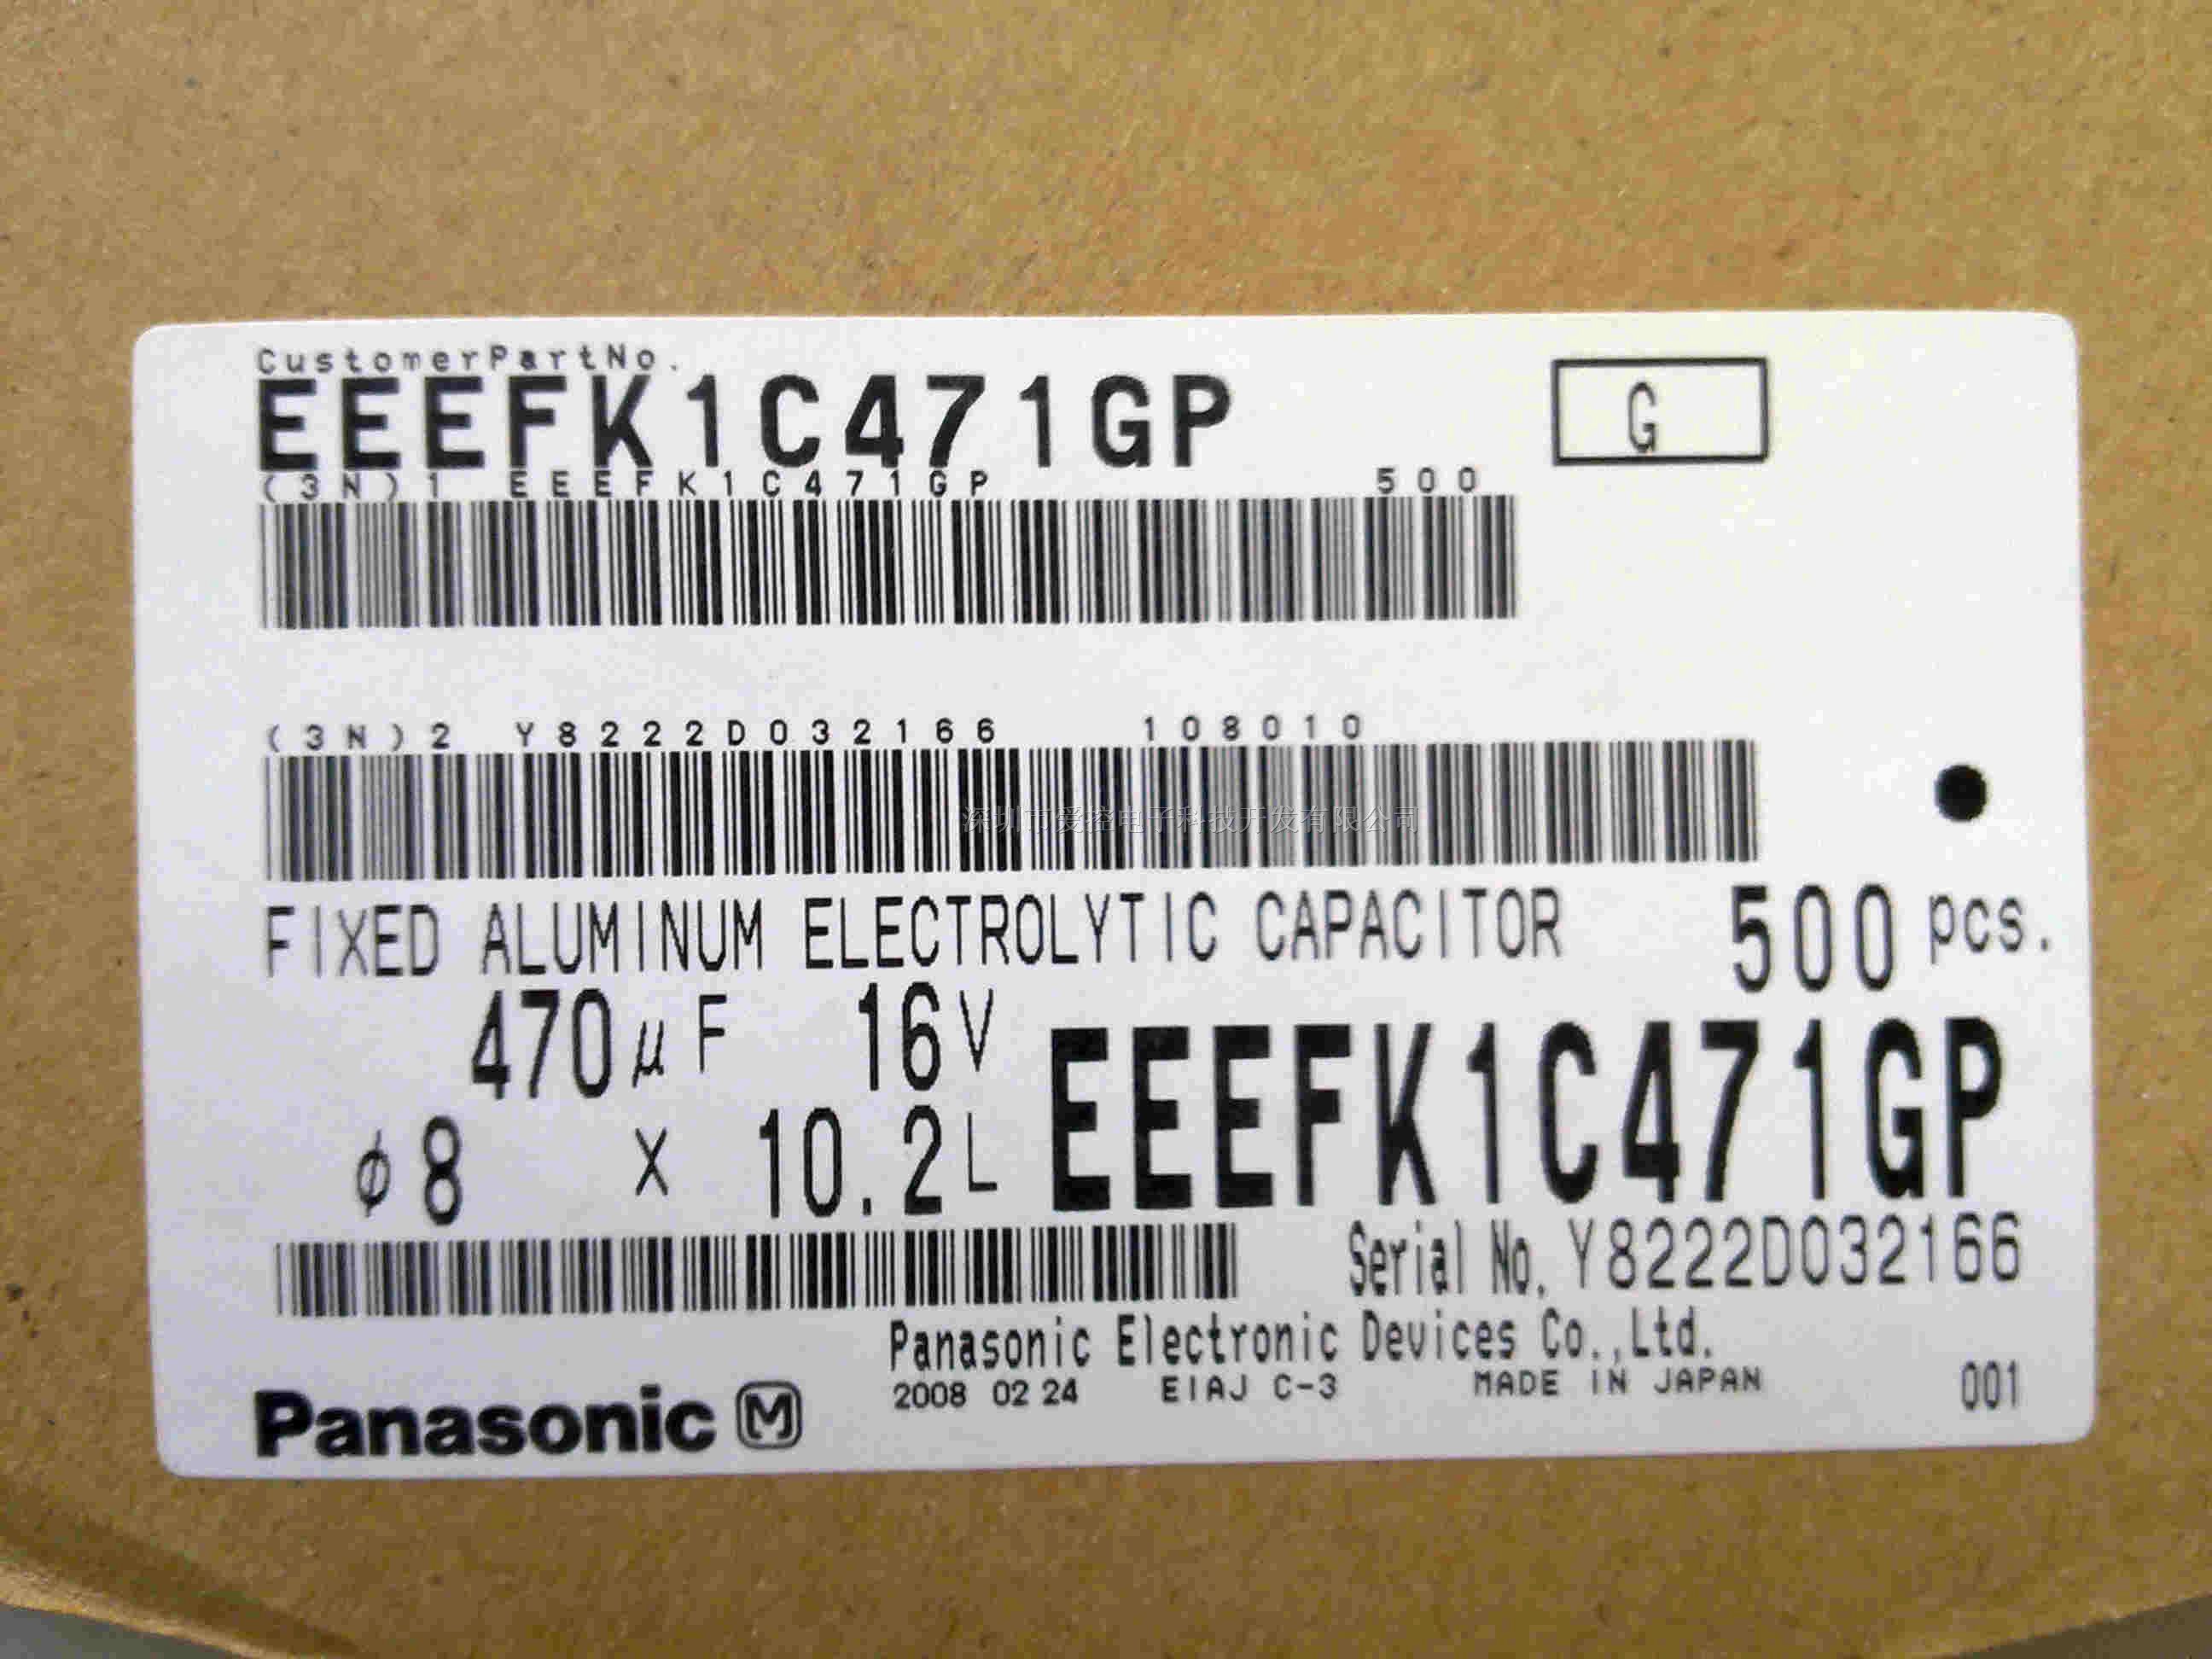 CustomerPartNo.
EEEFK1C471GP
G
(3N)1 EEEFK1C471GP 500
(3N)2 Y8222D032166 108010
深圳市爱控电子科技开发有限公司
FIXED ALUMINUM ELECTROLYTIC CAPACITOR 500 pcs.
470μF 16V
EEEFK1C471GP
φ8 × 10.2L
Serial No. Y8222D032166
Panasonic Electronic Devices Co.,Ltd.
2008 02 24 EIAJ C-3 MADE IN JAPAN 001
Panasonic M